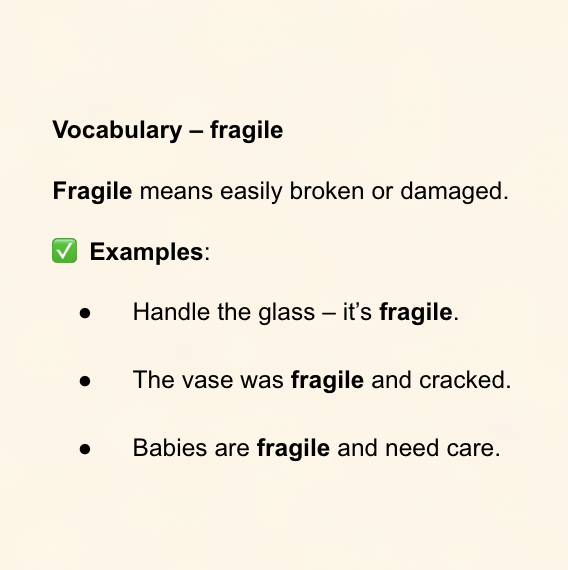 Vocabulary – fragile
Fragile means easily broken or damaged.
✅ Examples:
● Handle the glass – it’s fragile.
● The vase was fragile and cracked.
● Babies are fragile and need care.